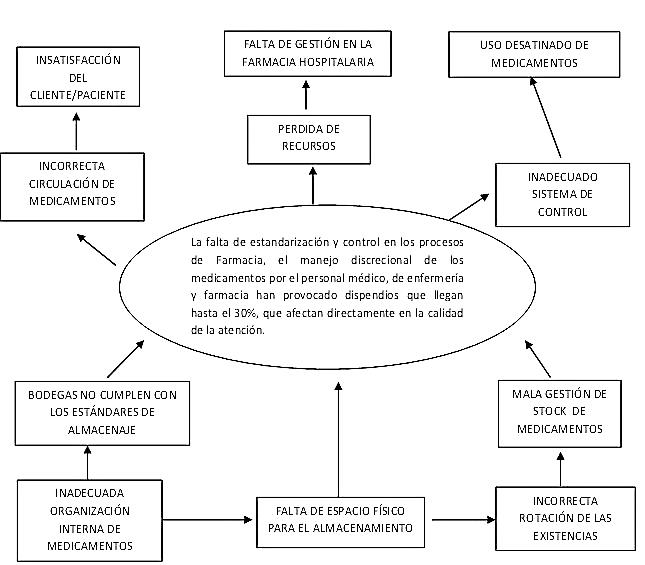 INSATISFACCIÓN
DEL
CLIENTE/PACIENTE
FALTA DE GESTIÓN EN LA
FARMACIA HOSPITALARIA
USO DESATINADO DE
MEDICAMENTOS
INCORRECTA
CIRCULACIÓN DE
MEDICAMENTOS
PERDIDA DE
RECURSOS
INADECUADO
SISTEMA DE
CONTROL
La falta de estandarización y control en los procesos
de Farmacia, el manejo discrecional de los
medicamentos por el personal médico, de enfermería
y farmacia han provocado dispendios que llegan
hasta el 30%, que afectan directamente en la calidad
de la atención.
BODEGAS NO CUMPLEN CON
LOS ESTÁNDARES DE
ALMACENAJE
MALA GESTIÓN DE
STOCK DE
MEDICAMENTOS
INADECUADA
ORGANIZACIÓN
INTERNA DE
MEDICAMENTOS
FALTA DE ESPACIO FÍSICO
PARA EL ALMACENAMIENTO
INCORRECTA
ROTACIÓN DE LAS
EXISTENCIAS